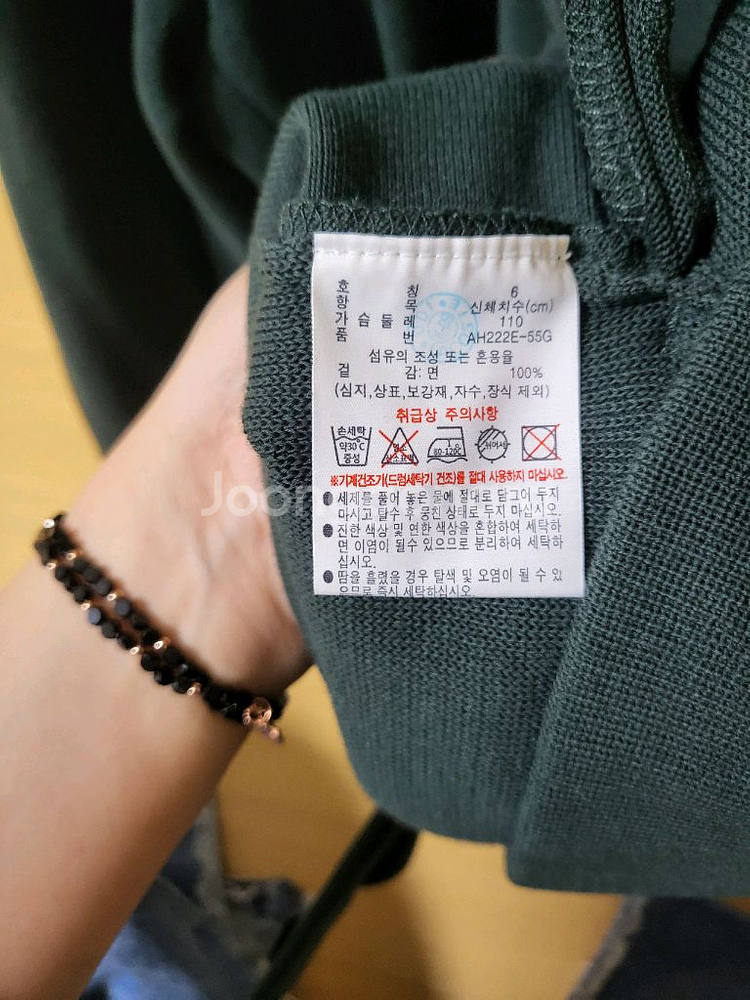 호 칭 6
항 목 신체치수(cm)
가 슴 둘 레 110
품 번 AH222E-55G
섬유의 조성 또는 혼용율
겉 감: 면 100%
(심지,상표,보강재,자수,장식 제외)
취급상 주의사항
손세탁
약30℃
중성
80-120℃
드라이
※기계건조기(드럼세탁기 건조)를 절대 사용하지 마십시오.
● 세제를 풀어 놓은 물에 절대로 담그어 두지
마시고 탈수 후 뭉친 상태로 두지 마십시오.
● 진한 색상 및 연한 색상을 혼합하여 세탁하
면 이염이 될수 있으므로 분리하여 세탁하
십시오.
● 땀을 흘렸을 경우 탈색 및 오염이 될 수 있
으므로 즉시 세탁하십시오.
Joon